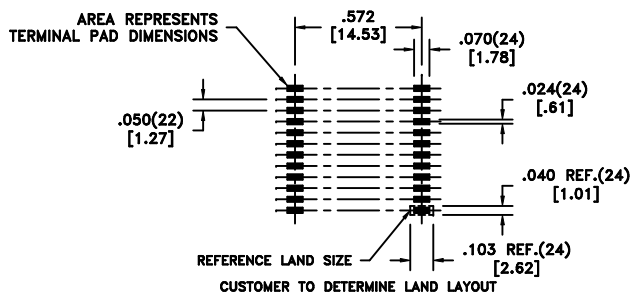 AREA REPRESENTS
TERMINAL PAD DIMENSIONS
.572
[14.53]
.070(24)
[1.78]
.050(22)
[1.27]
.024(24)
[.61]
.040 REF.(24)
[1.01]
REFERENCE LAND SIZE
.103 REF.(24)
[2.62]
CUSTOMER TO DETERMINE LAND LAYOUT